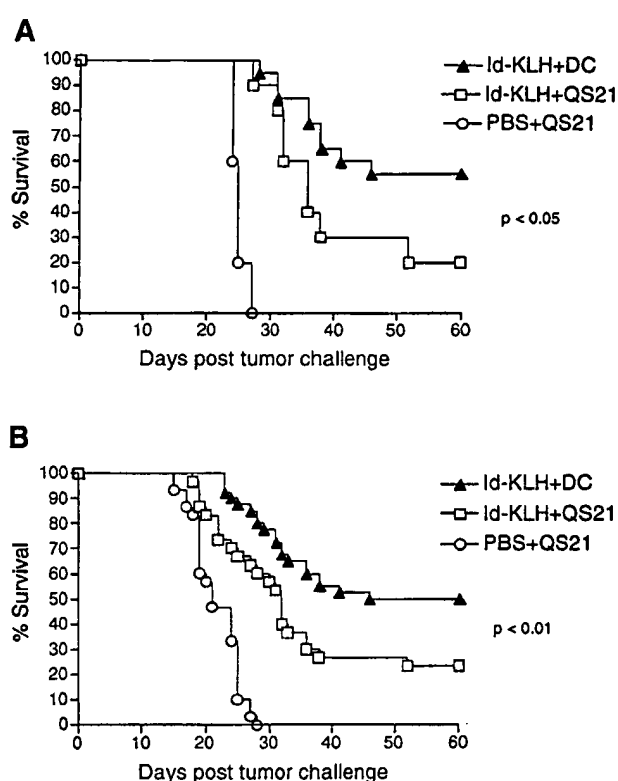 A
Id-KLH+DC
Id-KLH+QS21
PBS+QS21
100
90
80
70
60
50
40
30
20
10
0
% Survival
p < 0.05
0 10 20 30 40 50 60
Days post tumor challenge
B
Id-KLH+DC
Id-KLH+QS21
PBS+QS21
100
90
80
70
60
50
40
30
20
10
0
% Survival
p < 0.01
0 10 20 30 40 50 60
Days post tumor challenge